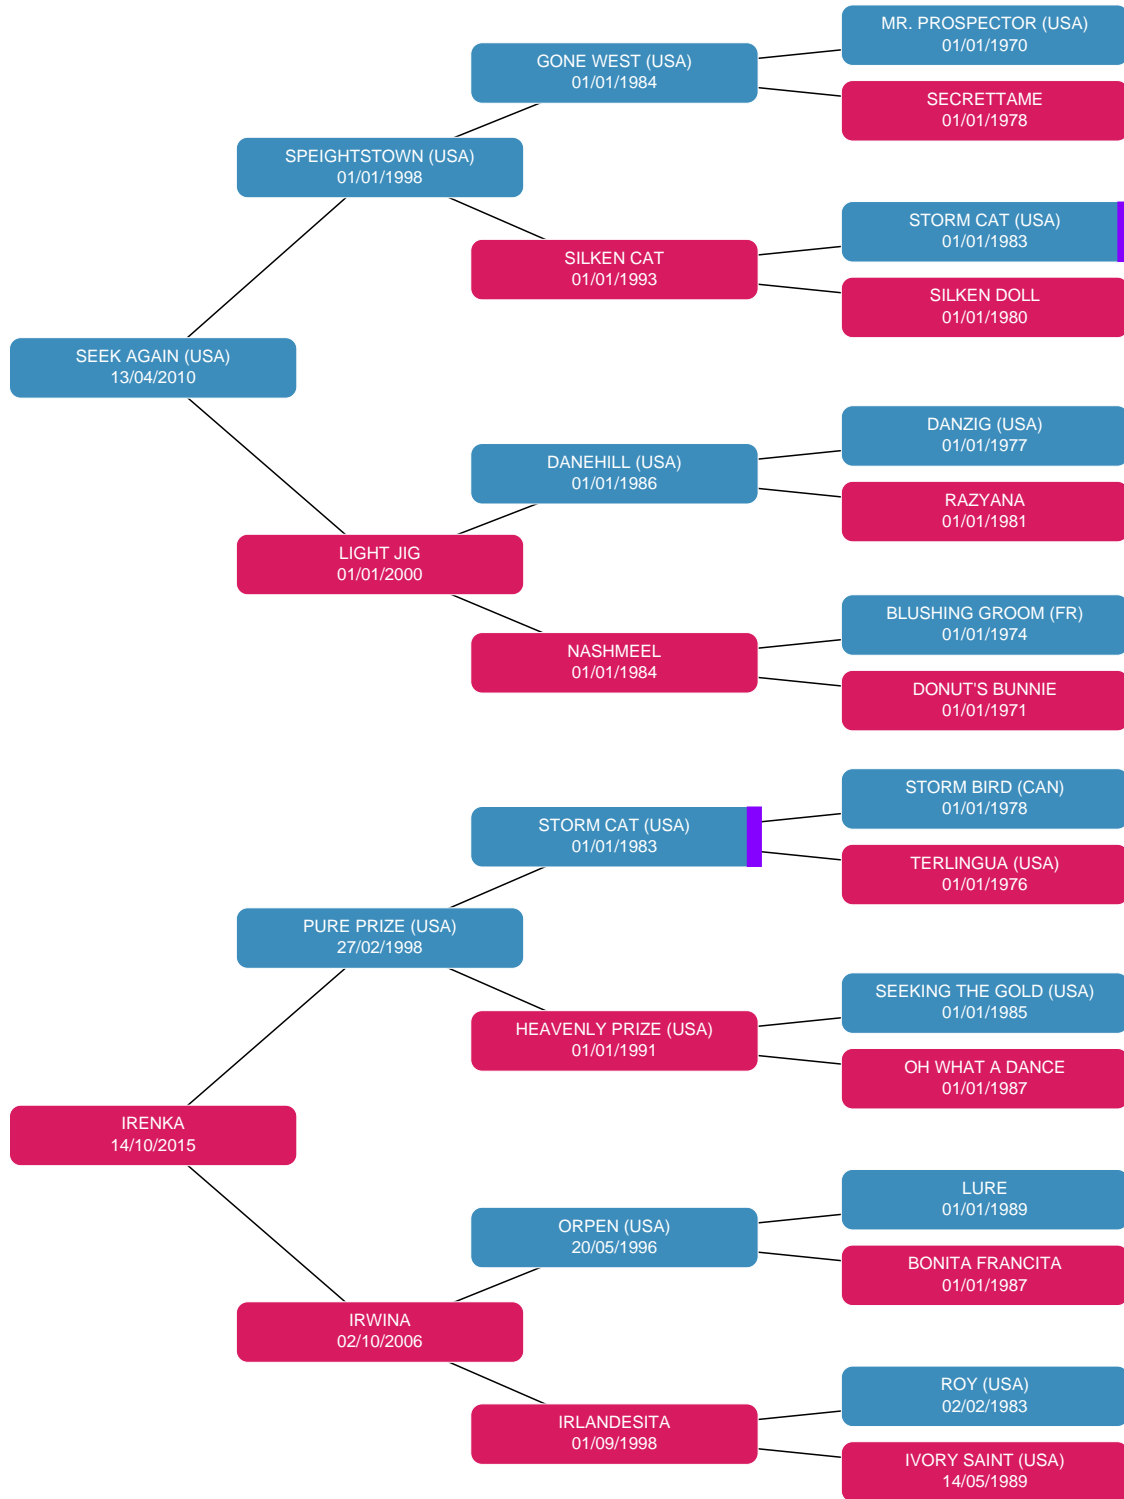 MR. PROSPECTOR (USA)
01/01/1970
GONE WEST (USA)
01/01/1984
SECRETTAME
01/01/1978
SPEIGHTSTOWN (USA)
01/01/1998
STORM CAT (USA)
01/01/1983
SILKEN CAT
01/01/1993
SILKEN DOLL
01/01/1980
SEEK AGAIN (USA)
13/04/2010
DANZIG (USA)
01/01/1977
DANEHILL (USA)
01/01/1986
RAZYANA
01/01/1981
LIGHT JIG
01/01/2000
BLUSHING GROOM (FR)
01/01/1974
NASHMEEL
01/01/1984
DONUT'S BUNNIE
01/01/1971
STORM BIRD (CAN)
01/01/1978
STORM CAT (USA)
01/01/1983
TERLINGUA (USA)
01/01/1976
PURE PRIZE (USA)
27/02/1998
SEEKING THE GOLD (USA)
01/01/1985
HEAVENLY PRIZE (USA)
01/01/1991
OH WHAT A DANCE
01/01/1987
IRENKA
14/10/2015
LURE
01/01/1989
ORPEN (USA)
20/05/1996
BONITA FRANCITA
01/01/1987
IRWINA
02/10/2006
ROY (USA)
02/02/1983
IRLANDESITA
01/09/1998
IVORY SAINT (USA)
14/05/1989